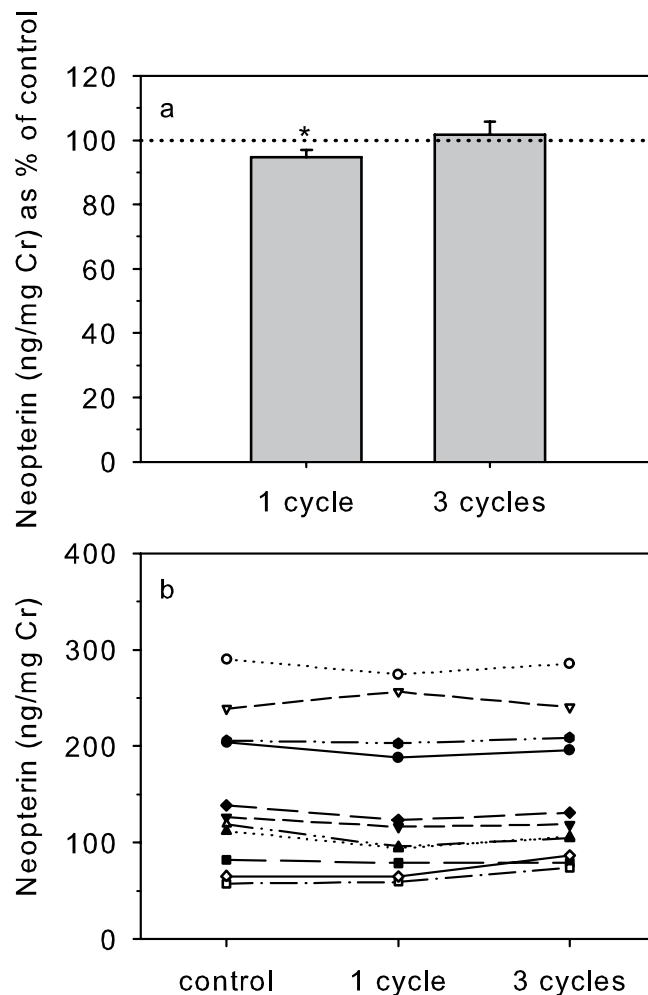 Neopterin (ng/mg Cr) as % of control
a
120
100
80
60
40
20
0
*
1 cycle
3 cycles
Neopterin (ng/mg Cr)
b
400
300
200
100
0
control
1 cycle
3 cycles